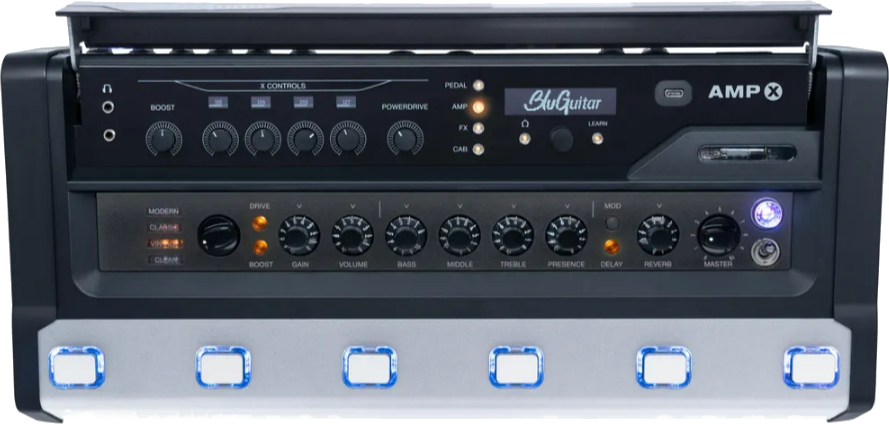 X CONTROLS
PEDAL
BOOST
POWERDRIVE
AMP
BluGuitar
AMP X
LEARN
FX
CAB
MODERN
CLASSIC
VINTAGE
CLEAN
DRIVE
MOD
BOOST
GAIN
VOLUME
BASS
MIDDLE
TREBLE
PRESENCE
DELAY
REVERB
MASTER